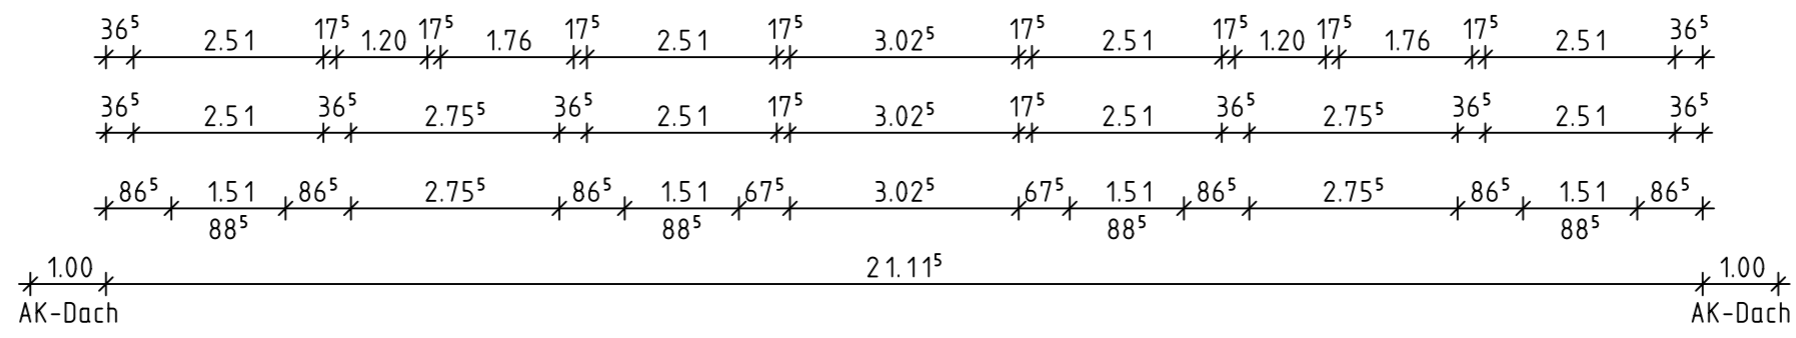 36⁵ 2.51 17⁵ 1.20 17⁵ 1.76 17⁵ 2.51 17⁵ 3.02⁵ 17⁵ 2.51 17⁵ 1.20 17⁵ 1.76 17⁵ 2.51 36⁵
36⁵ 2.51 36⁵ 2.75⁵ 36⁵ 2.51 17⁵ 3.02⁵ 17⁵ 2.51 36⁵ 2.75⁵ 36⁵ 2.51 36⁵
86⁵ 1.51 86⁵ 2.75⁵ 86⁵ 1.51 67⁵ 3.02⁵ 67⁵ 1.51 86⁵ 2.75⁵ 86⁵ 1.51 86⁵
88⁵ 88⁵ 88⁵ 88⁵
1.00 21.11⁵ 1.00
AK-Dach AK-Dach